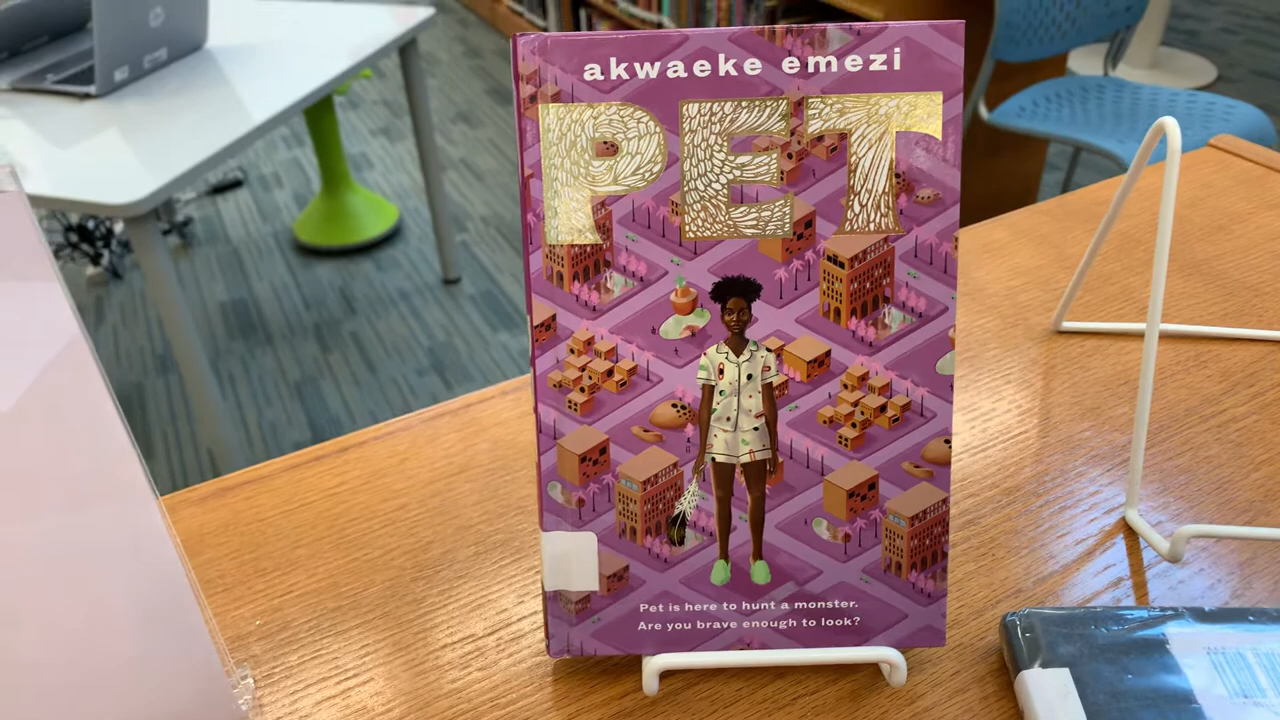 akwaeke emezi
PET
Pet is here to hunt a monster.
Are you brave enough to look?